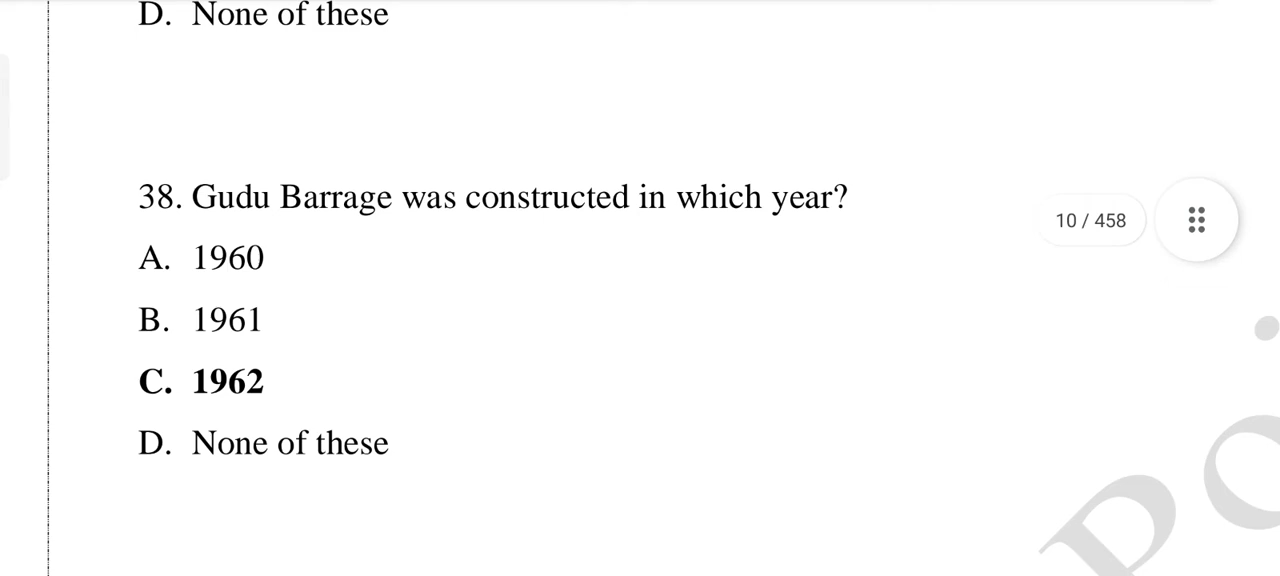 D. None of these
38. Gudu Barrage was constructed in which year?
10 / 458
A. 1960
B. 1961
C. 1962
D. None of these